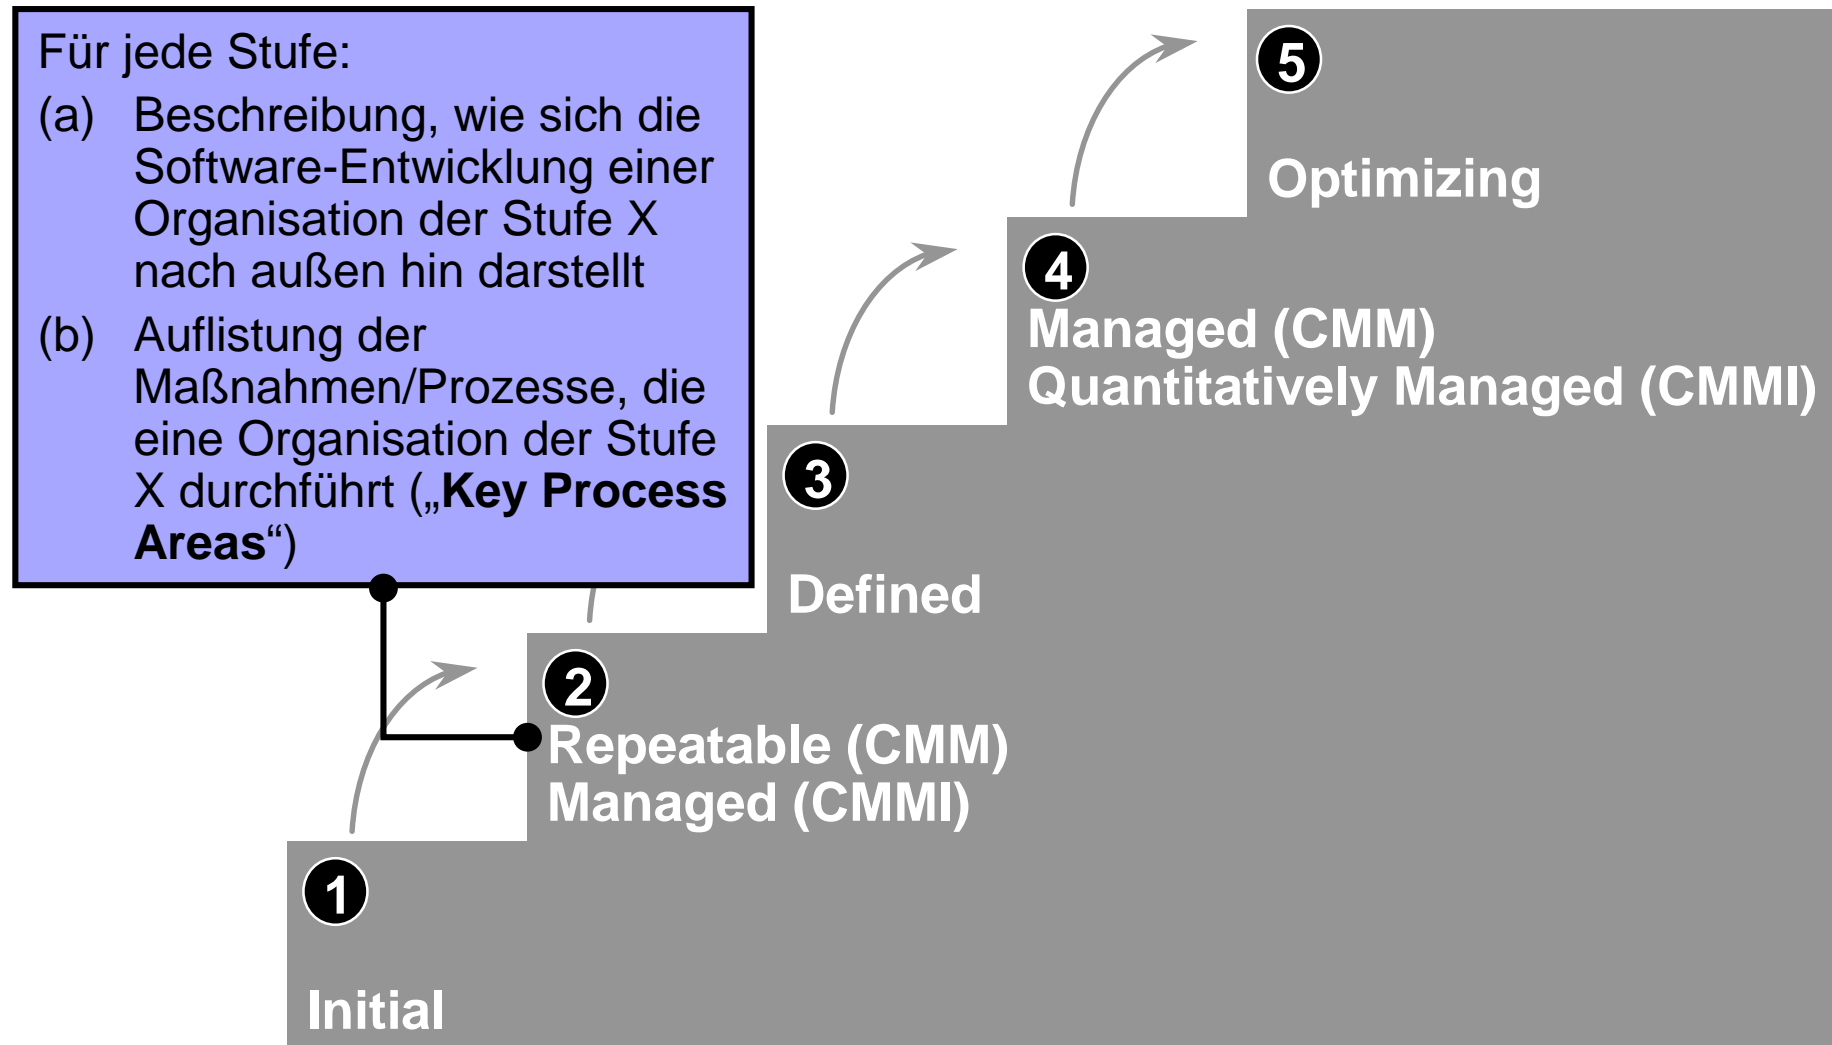 Für jede Stufe:
(a) Beschreibung, wie sich die
Software-Entwicklung einer
Organisation der Stufe X
nach außen hin darstellt
(b) Auflistung der
Maßnahmen/Prozesse, die
eine Organisation der Stufe
X durchführt („Key Process
Areas“)
5
Optimizing
4
Managed (CMM)
Quantitatively Managed (CMMI)
3
Defined
2
Repeatable (CMM)
Managed (CMMI)
1
Initial